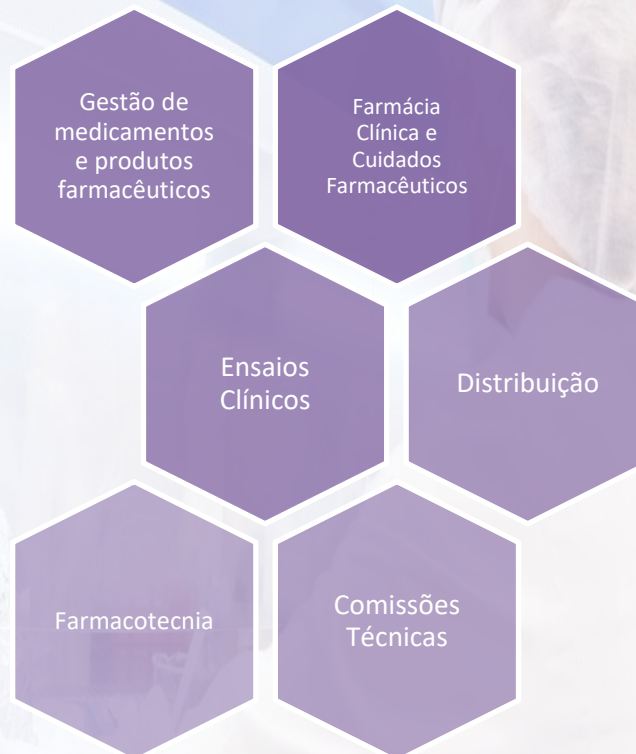 Gestão de
medicamentos
e produtos
farmacêuticos
Farmácia
Clínica e
Cuidados
Farmacêuticos
Ensaios
Clínicos
Distribuição
Farmacotecnia
Comissões
Técnicas